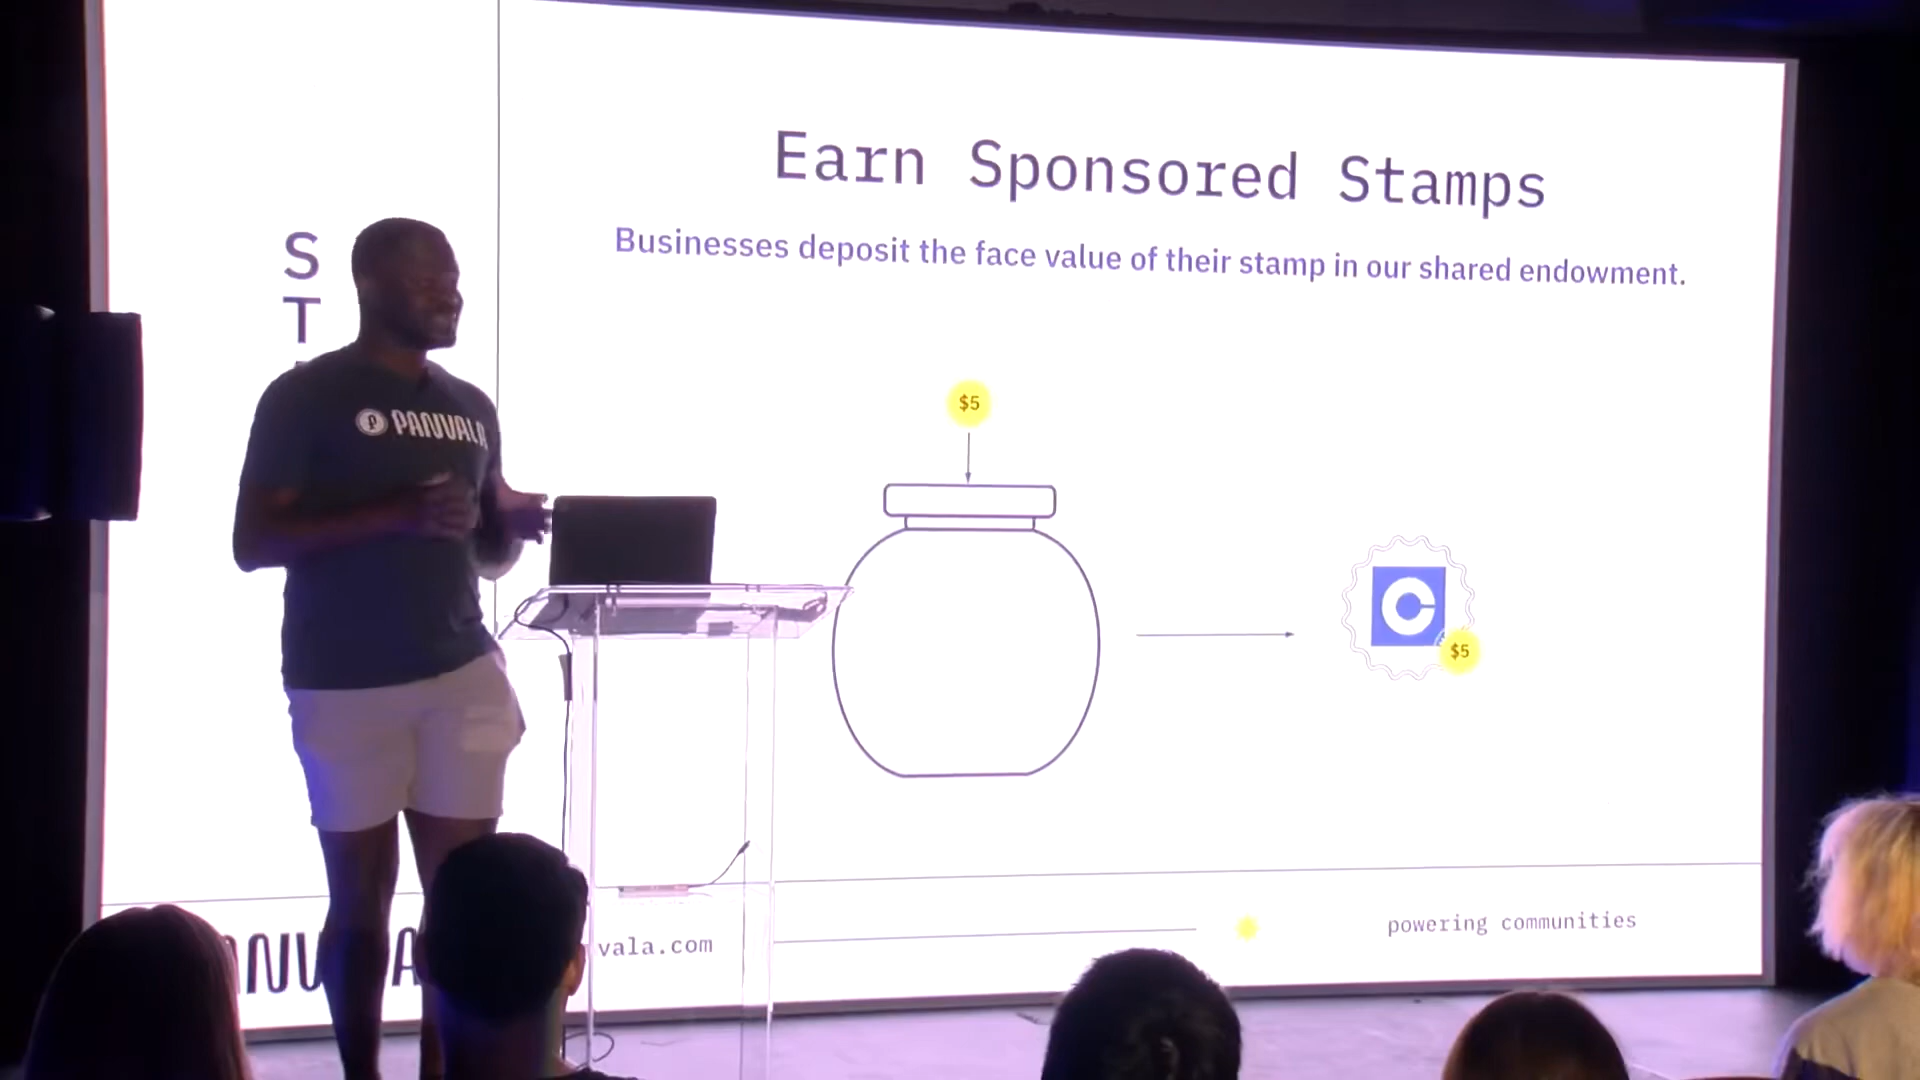 Earn Sponsored Stamps
Businesses deposit the face value of their stamp in our shared endowment.
S
T
$5
PANVALA
$5
vala.com
powering communities